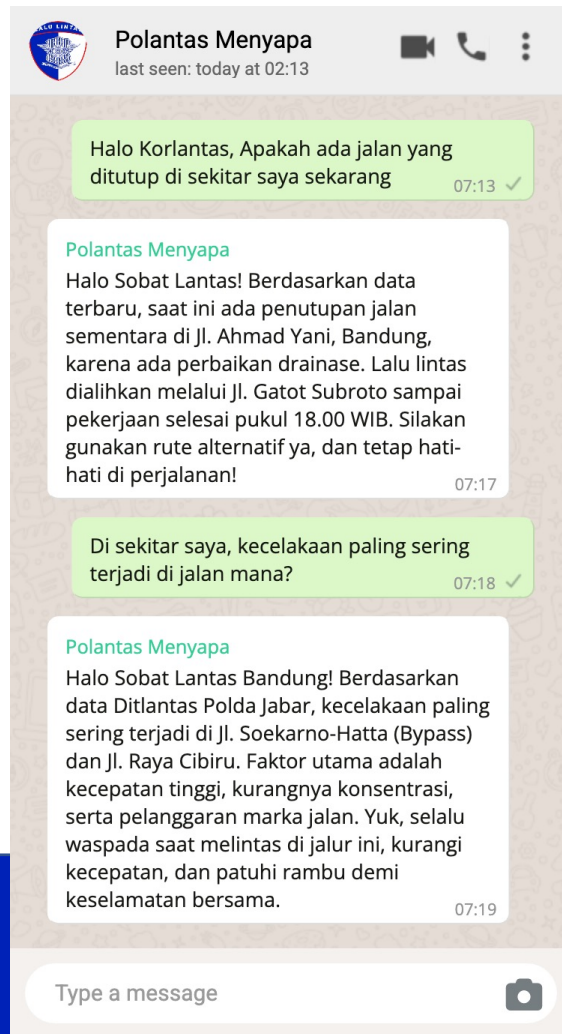 LALU LINTAS
Polantas Menyapa
last seen: today at 02:13
Halo Korlantas, Apakah ada jalan yang
ditutup di sekitar saya sekarang
07:13
Polantas Menyapa
Halo Sobat Lantas! Berdasarkan data
terbaru, saat ini ada penutupan jalan
sementara di Jl. Ahmad Yani, Bandung,
karena ada perbaikan drainase. Lalu lintas
dialihkan melalui Jl. Gatot Subroto sampai
pekerjaan selesai pukul 18.00 WIB. Silakan
gunakan rute alternatif ya, dan tetap hati-
hati di perjalanan!
07:17
Di sekitar saya, kecelakaan paling sering
terjadi di jalan mana?
07:18
Polantas Menyapa
Halo Sobat Lantas Bandung! Berdasarkan
data Ditlantas Polda Jabar, kecelakaan paling
sering terjadi di Jl. Soekarno-Hatta (Bypass)
dan Jl. Raya Cibiru. Faktor utama adalah
kecepatan tinggi, kurangnya konsentrasi,
serta pelanggaran marka jalan. Yuk, selalu
waspada saat melintas di jalur ini, kurangi
kecepatan, dan patuhi rambu demi
keselamatan bersama.
07:19
Type a message